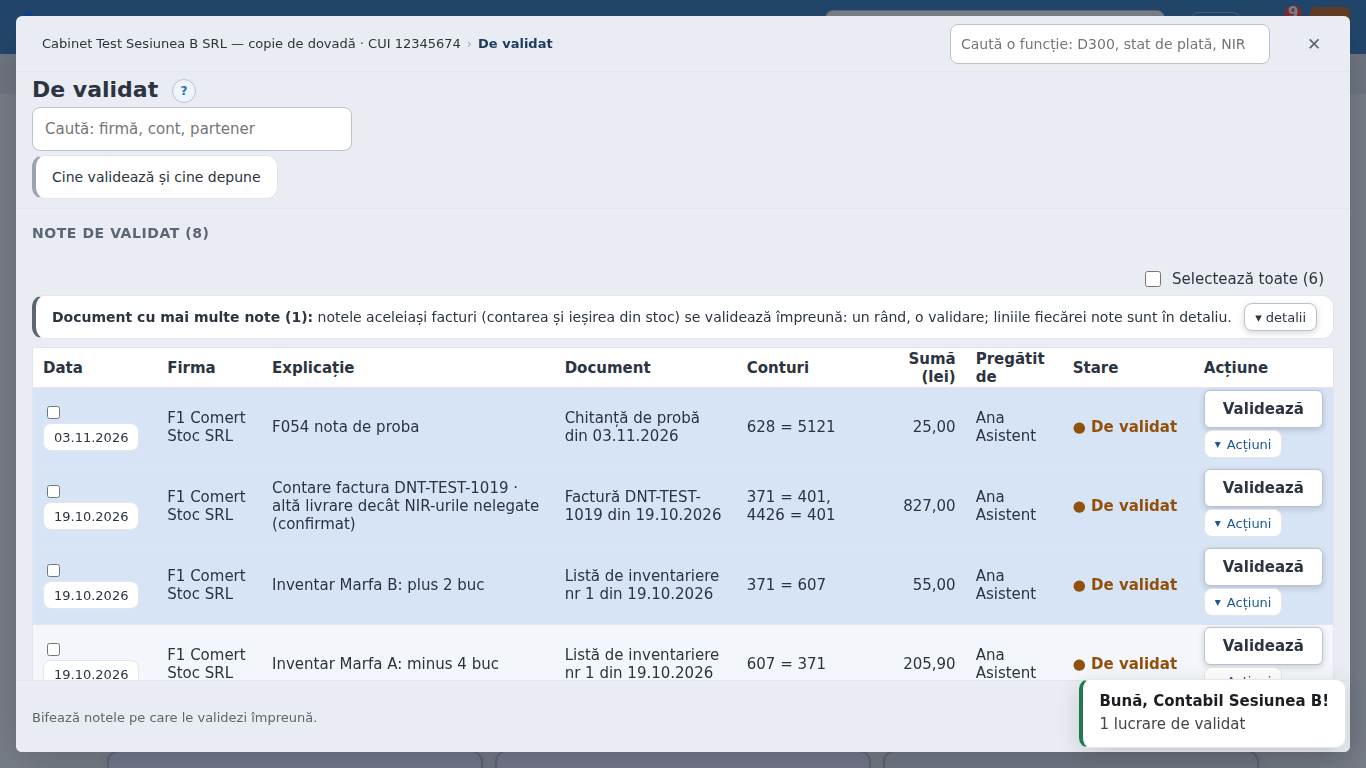 9
Cabinet Test Sesiunea B SRL — copie de dovadă · CUI 12345674 › De validat
Caută o funcție: D300, stat de plată, NIR
✕
De validat ?
Caută: firmă, cont, partener
Cine validează și cine depune
NOTE DE VALIDAT (8)
Selectează toate (6)
Document cu mai multe note (1): notele aceleiași facturi (contarea și ieșirea din stoc) se validează împreună: un rând, o validare; liniile fiecărei note sunt în detaliu. ▾ detalii
Data Firma Explicație Document Conturi Sumă (lei) Pregătit de Stare Acțiune
03.11.2026 F1 Comert Stoc SRL F054 nota de proba Chitanță de probă din 03.11.2026 628 = 5121 25,00 Ana Asistent ● De validat Validează
▾ Acțiuni
19.10.2026 F1 Comert Stoc SRL Contare factura DNT-TEST-1019 · altă livrare decât NIR-urile nelegate (confirmat) Factură DNT-TEST-1019 din 19.10.2026 371 = 401, 4426 = 401 827,00 Ana Asistent ● De validat Validează
▾ Acțiuni
19.10.2026 F1 Comert Stoc SRL Inventar Marfa B: plus 2 buc Listă de inventariere nr 1 din 19.10.2026 371 = 607 55,00 Ana Asistent ● De validat Validează
▾ Acțiuni
19.10.2026 F1 Comert Stoc SRL Inventar Marfa A: minus 4 buc Listă de inventariere nr 1 din 19.10.2026 607 = 371 205,90 Ana Asistent ● De validat Validează
Bifează notele pe care le validezi împreună.
Bună, Contabil Sesiunea B!
1 lucrare de validat